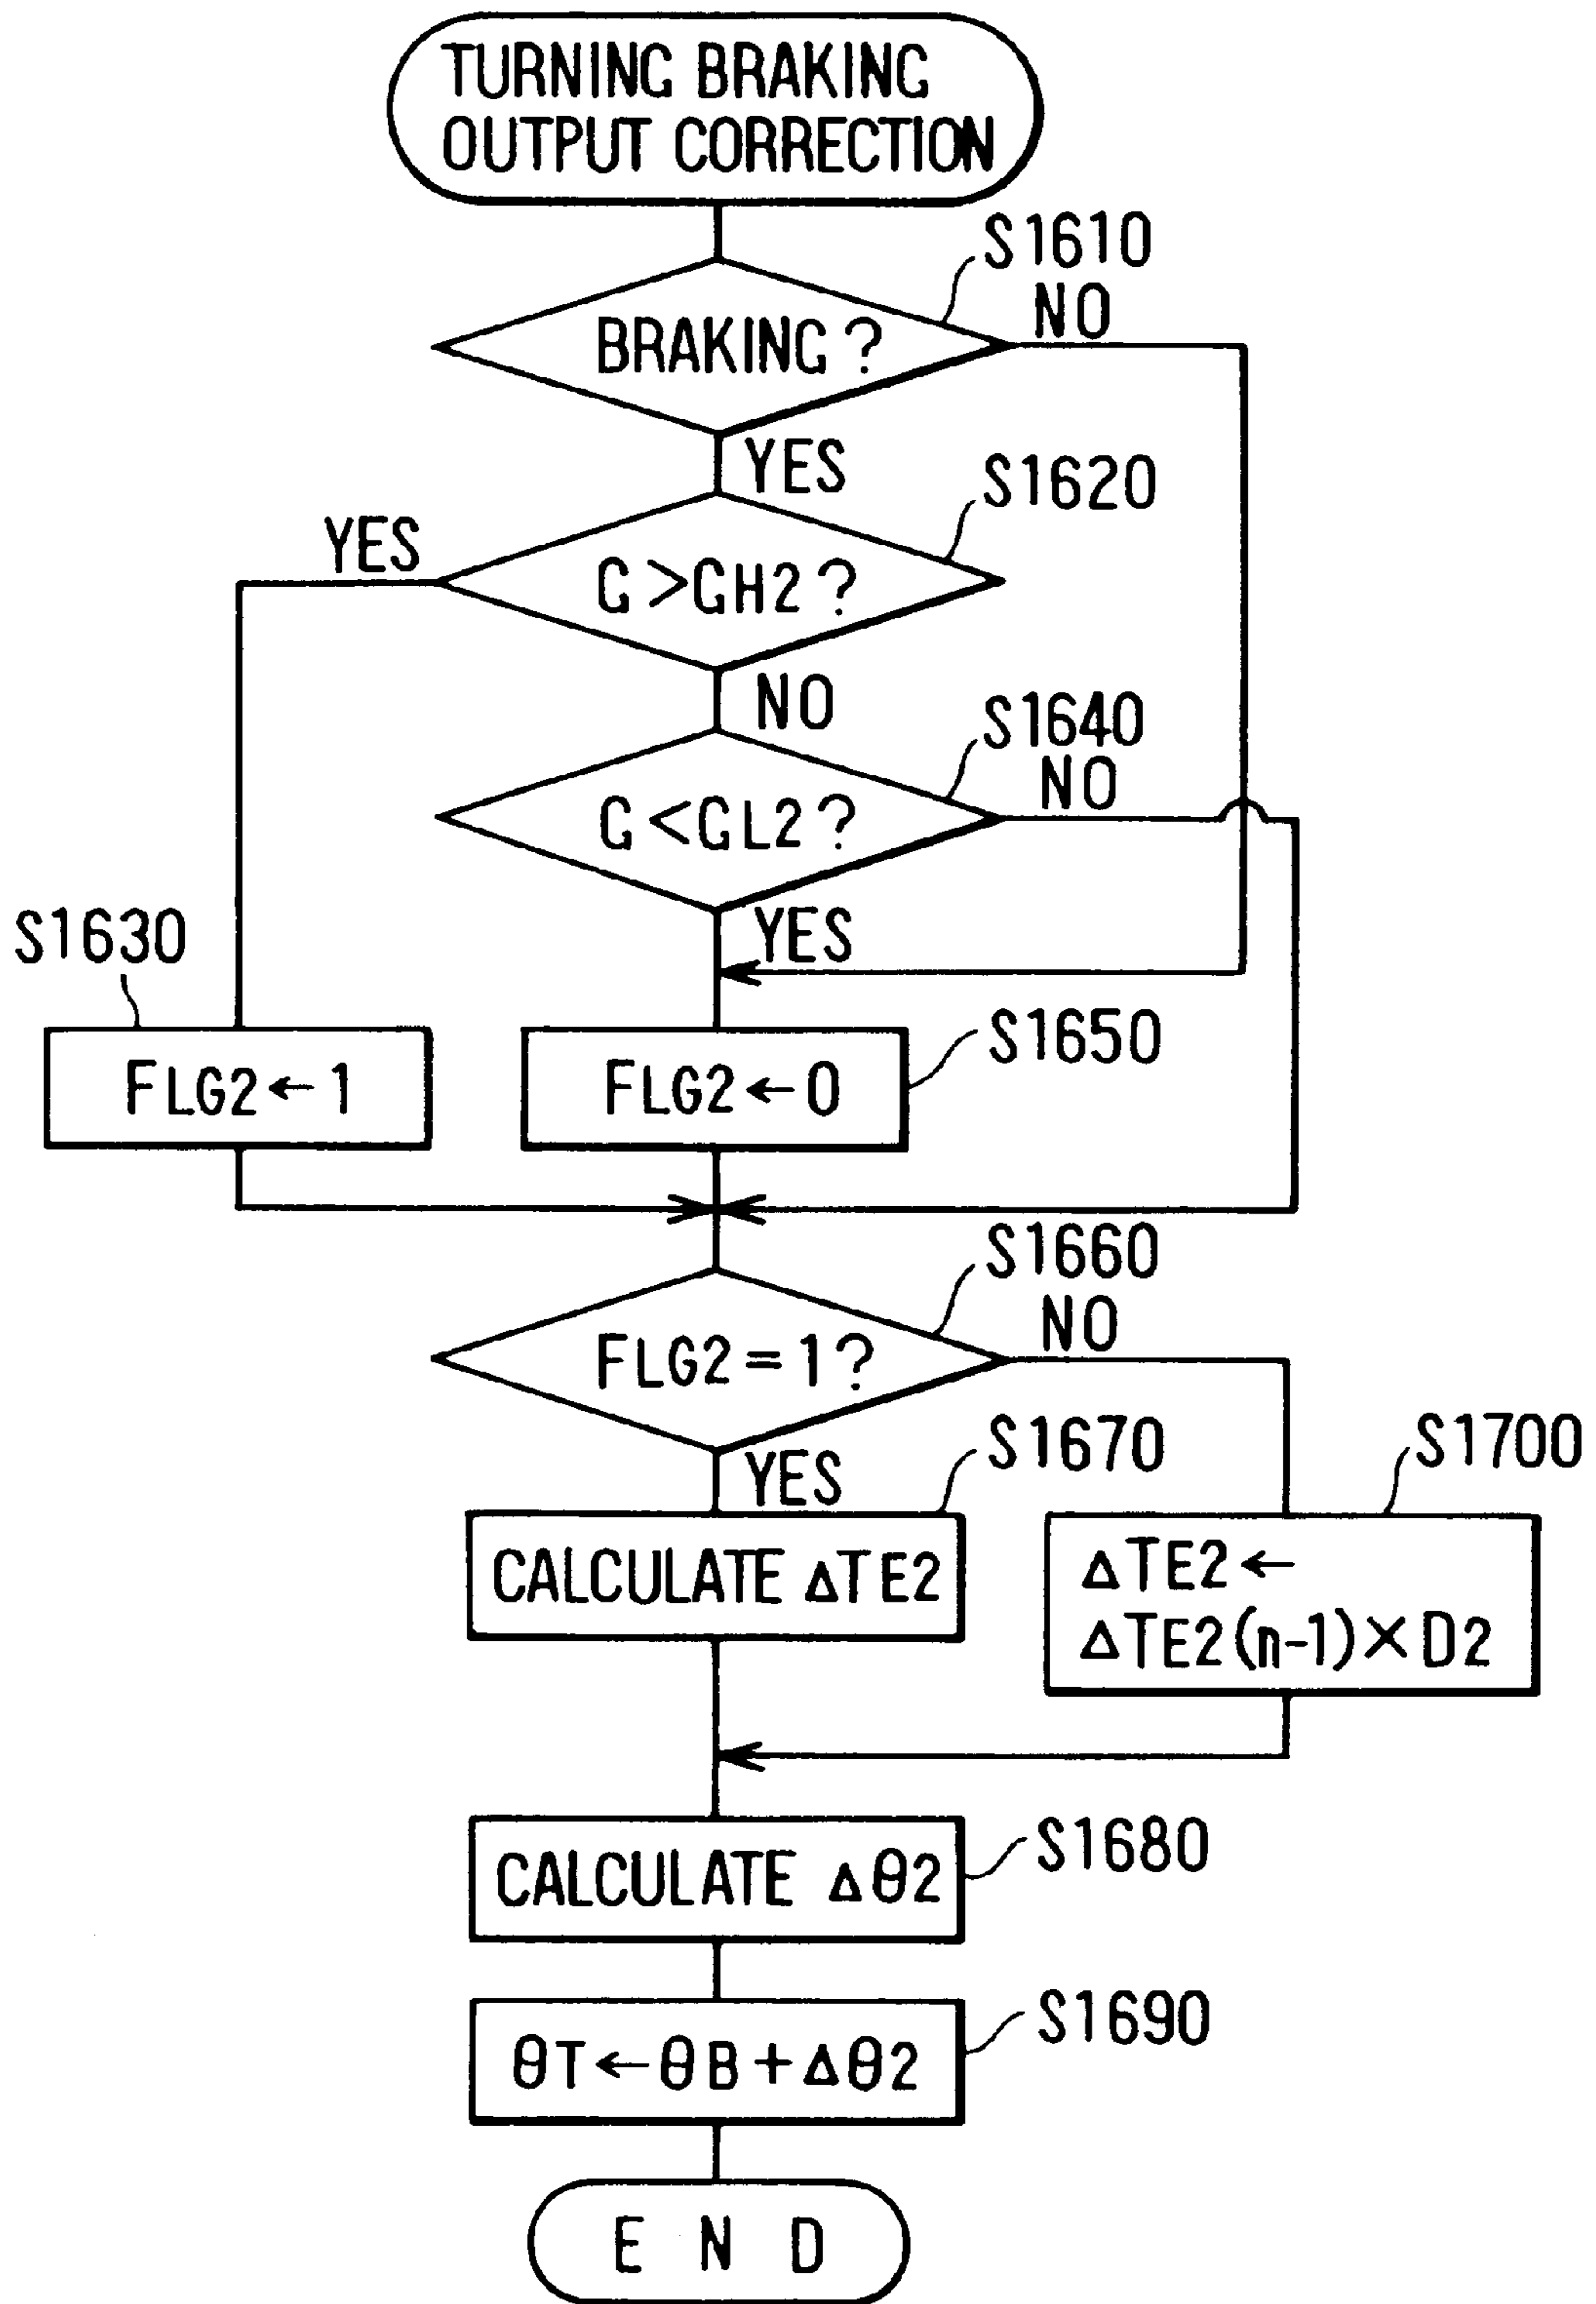 TURNING BRAKING
OUTPUT CORRECTION
S1610
BRAKING?
NO
YES
S1620
YES
G>GH2?
NO
S1640
NO
G<GL2?
YES
S1630
FLG2←1
S1650
FLG2←0
S1660
NO
FLG2=1?
YES
S1670
CALCULATE ΔTE2
S1700
ΔTE2←
ΔTE2(n-1)×D2
CALCULATE Δθ2
S1680
θT←θB+Δθ2
S1690
END